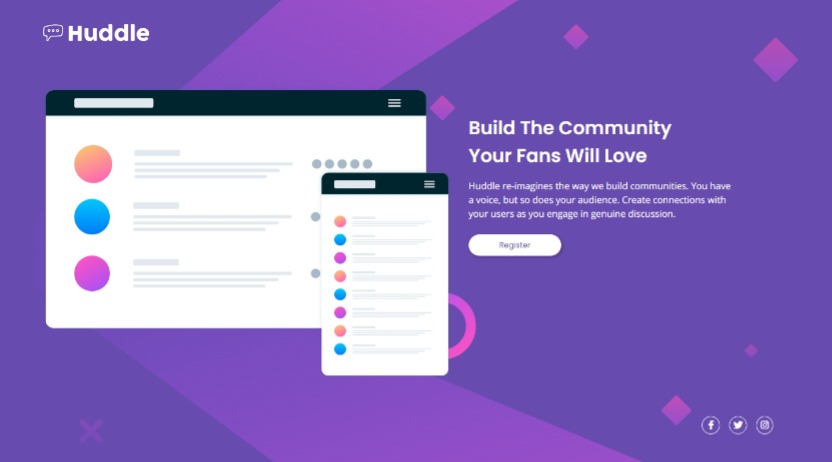 Huddle
Build The Community
Your Fans Will Love
Huddle re-imagines the way we build communities. You have
a voice, but so does your audience. Create connections with
your users as you engage in genuine discussion.
Register